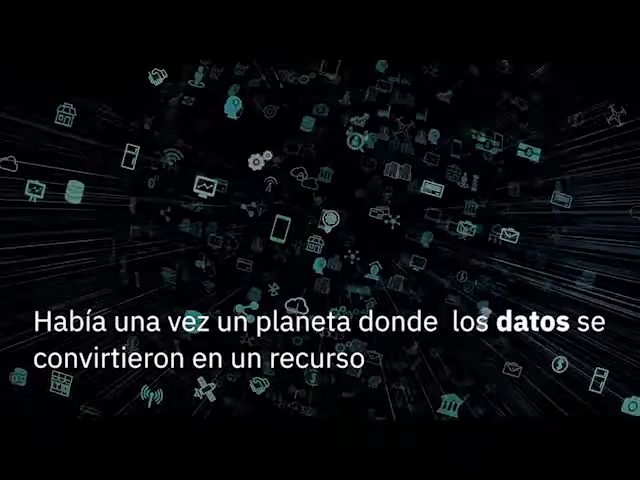 Había una vez un planeta donde los datos se
convirtieron en un recurso